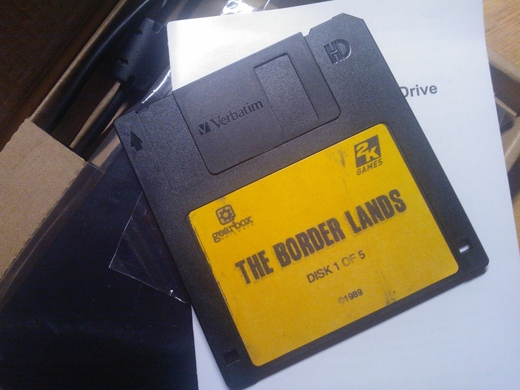 HD
Drive
Verbatim
2K
GAMES
gearbox
THE BORDER LANDS
DISK 1 OF 5
©1989